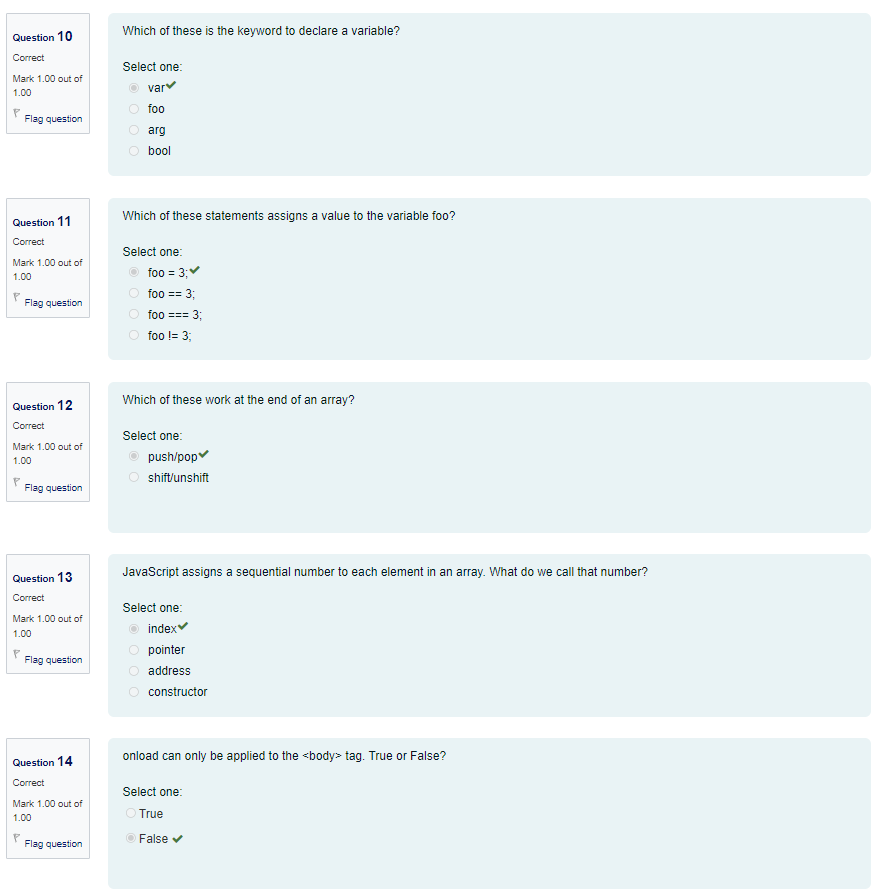 Question 10
Correct
Mark 1.00 out of
1.00
Flag question
Which of these is the keyword to declare a variable?
Select one:
var
foo
arg
bool
Question 11
Correct
Mark 1.00 out of
1.00
Flag question
Which of these statements assigns a value to the variable foo?
Select one:
foo = 3;
foo == 3;
foo === 3;
foo != 3;
Question 12
Correct
Mark 1.00 out of
1.00
Flag question
Which of these work at the end of an array?
Select one:
push/pop
shift/unshift
Question 13
Correct
Mark 1.00 out of
1.00
Flag question
JavaScript assigns a sequential number to each element in an array. What do we call that number?
Select one:
index
pointer
address
constructor
Question 14
Correct
Mark 1.00 out of
1.00
Flag question
onload can only be applied to the <body> tag. True or False?
Select one:
True
False